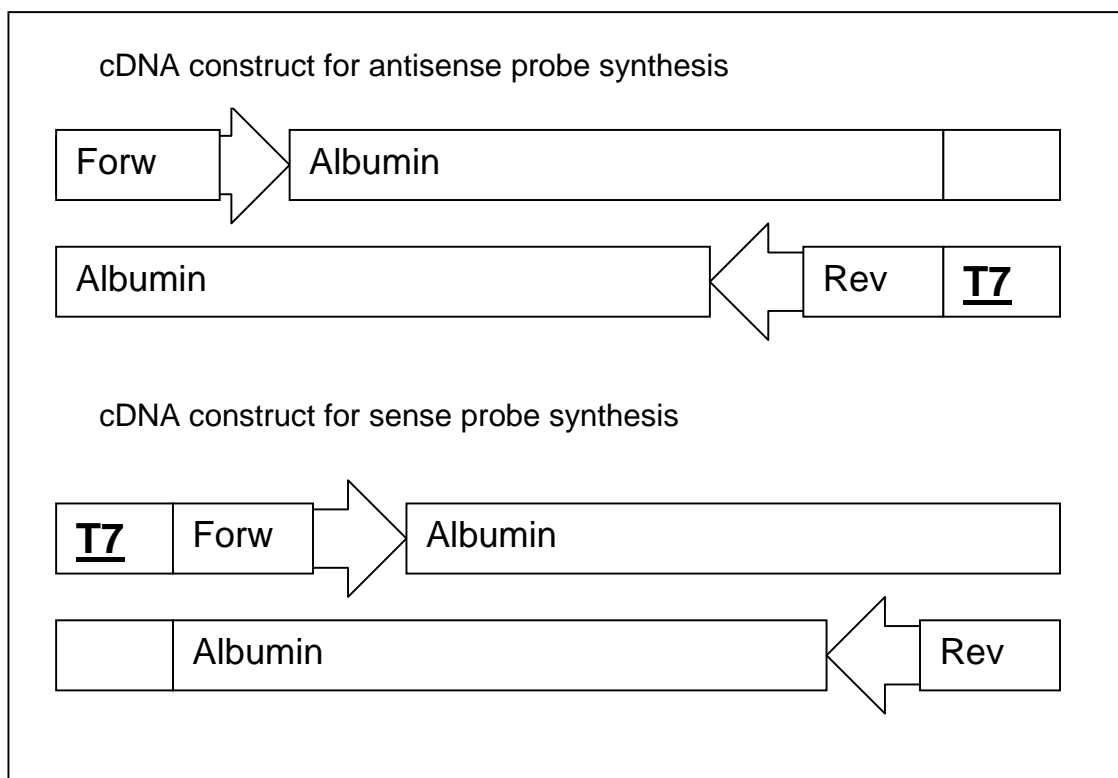 cDNA construct for antisense probe synthesis
Forw Albumin
Albumin Rev T7
cDNA construct for sense probe synthesis
T7 Forw Albumin
Albumin Rev